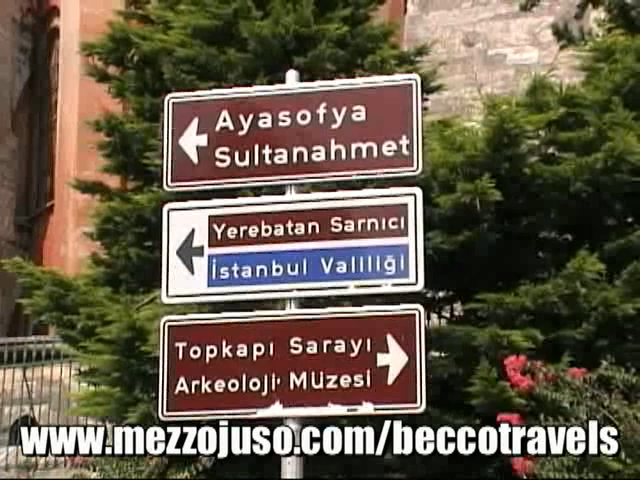 Ayasofya
Sultanahmet
Yerebatan Sarnıcı
İstanbul Valiliği
Topkapı Sarayı
Arkeoloji Müzesi
www.mezzojuso.com/beccotravels